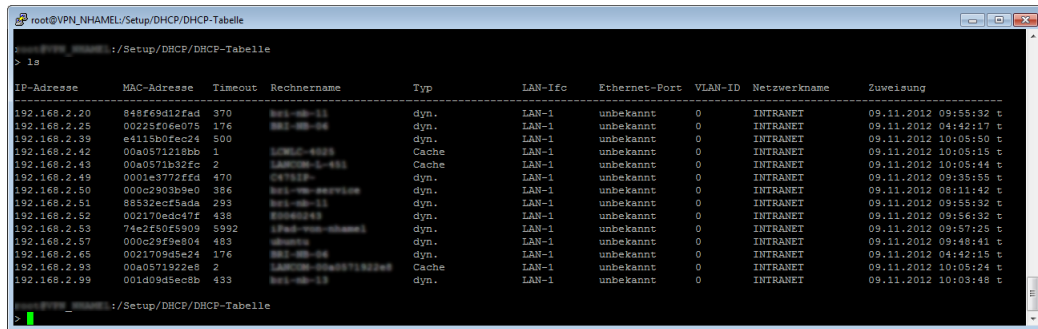 root@VPN_NHAMEL:/Setup/DHCP/DHCP-Tabelle
:/Setup/DHCP/DHCP-Tabelle
> ls
IP-Adresse MAC-Adresse Timeout Rechnername Typ LAN-Ifc Ethernet-Port VLAN-ID Netzwerkname Zuweisung
192.168.2.20 848f69d12fad 370 dyn. LAN-1 unbekannt 0 INTRANET 09.11.2012 09:55:32 t
192.168.2.25 00225f06e075 176 dyn. LAN-1 unbekannt 0 INTRANET 09.11.2012 04:42:17 t
192.168.2.39 e4115b0fec24 500 dyn. LAN-1 unbekannt 0 INTRANET 09.11.2012 10:05:50 t
192.168.2.42 00a0571218bb 1 Cache LAN-1 unbekannt 0 INTRANET 09.11.2012 10:05:15 t
192.168.2.43 00a0571b32fc 2 Cache LAN-1 unbekannt 0 INTRANET 09.11.2012 10:05:44 t
192.168.2.49 0001e3772ffd 470 dyn. LAN-1 unbekannt 0 INTRANET 09.11.2012 09:35:55 t
192.168.2.50 000c2903b9e0 386 dyn. LAN-1 unbekannt 0 INTRANET 09.11.2012 08:11:42 t
192.168.2.51 88532ecf5ada 293 dyn. LAN-1 unbekannt 0 INTRANET 09.11.2012 09:55:32 t
192.168.2.52 002170edc47f 438 dyn. LAN-1 unbekannt 0 INTRANET 09.11.2012 09:56:32 t
192.168.2.53 74e2f50f5909 5992 dyn. LAN-1 unbekannt 0 INTRANET 09.11.2012 09:57:25 t
192.168.2.57 000c29f9e804 483 dyn. LAN-1 unbekannt 0 INTRANET 09.11.2012 09:48:41 t
192.168.2.65 0021709d5e24 176 dyn. LAN-1 unbekannt 0 INTRANET 09.11.2012 04:42:15 t
192.168.2.93 00a0571922e8 2 Cache LAN-1 unbekannt 0 INTRANET 09.11.2012 10:05:24 t
192.168.2.99 001d09d5ec8b 433 dyn. LAN-1 unbekannt 0 INTRANET 09.11.2012 10:03:48 t
:/Setup/DHCP/DHCP-Tabelle
>